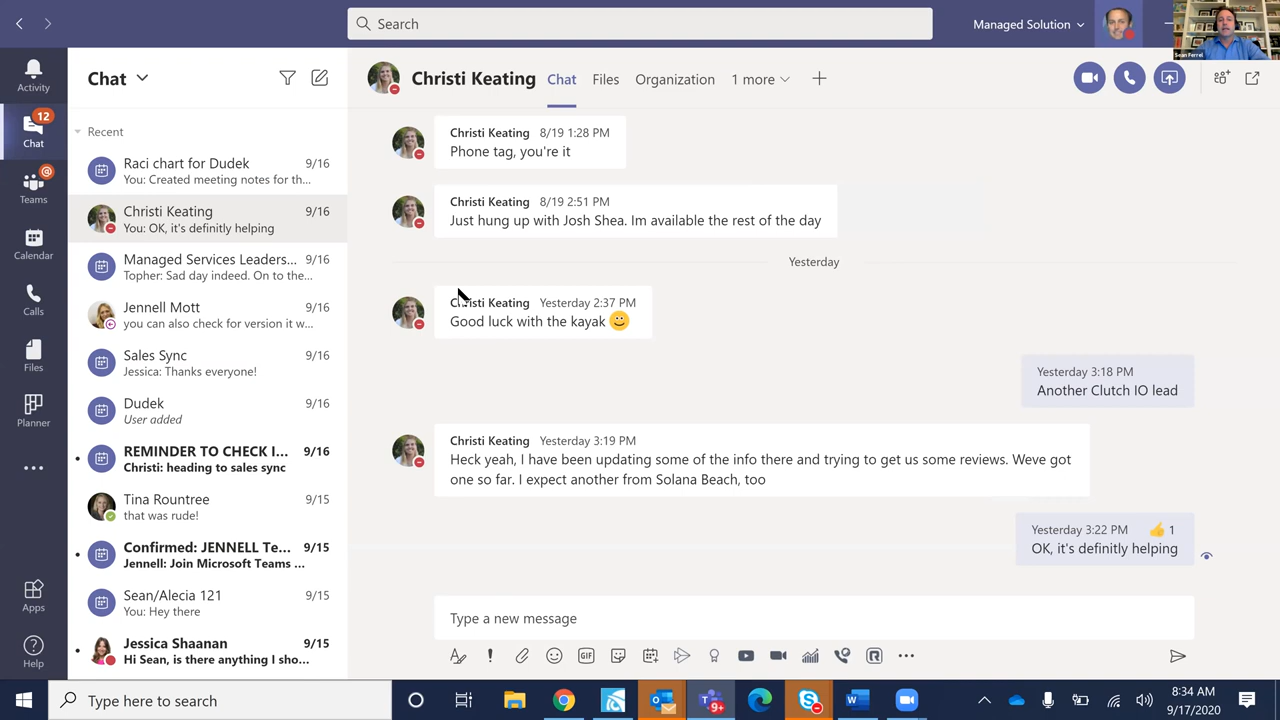 Search
Managed Solution
Sean Ferrel
Activity
12
Chat
Teams
Calendar
Calls
Files
Planner
Apps
Help
Chat
Recent
Raci chart for Dudek 9/16
You: Created meeting notes for th...
Christi Keating 9/16
You: OK, it's definitly helping
Managed Services Leaders... 9/16
Topher: Sad day indeed. On to the...
Jennell Mott 9/16
you can also check for version it w...
Sales Sync 9/16
Jessica: Thanks everyone!
Dudek 9/16
User added
REMINDER TO CHECK I... 9/16
Christi: heading to sales sync
Tina Rountree 9/15
that was rude!
Confirmed: JENNELL Te... 9/15
Jennell: Join Microsoft Teams ...
Sean/Alecia 121 9/15
You: Hey there
Jessica Shaanan 9/15
Hi Sean, is there anything I sho...
Christi Keating Chat Files Organization 1 more
Christi Keating 8/19 1:28 PM
Phone tag, you're it
Christi Keating 8/19 2:51 PM
Just hung up with Josh Shea. Im available the rest of the day
Yesterday
Christi Keating Yesterday 2:37 PM
Good luck with the kayak 🙂
Yesterday 3:18 PM
Another Clutch IO lead
Christi Keating Yesterday 3:19 PM
Heck yeah, I have been updating some of the info there and trying to get us some reviews. Weve got
one so far. I expect another from Solana Beach, too
Yesterday 3:22 PM 👍 1
OK, it's definitly helping
Type a new message
GIF
Type here to search
9+
8:34 AM
9/17/2020